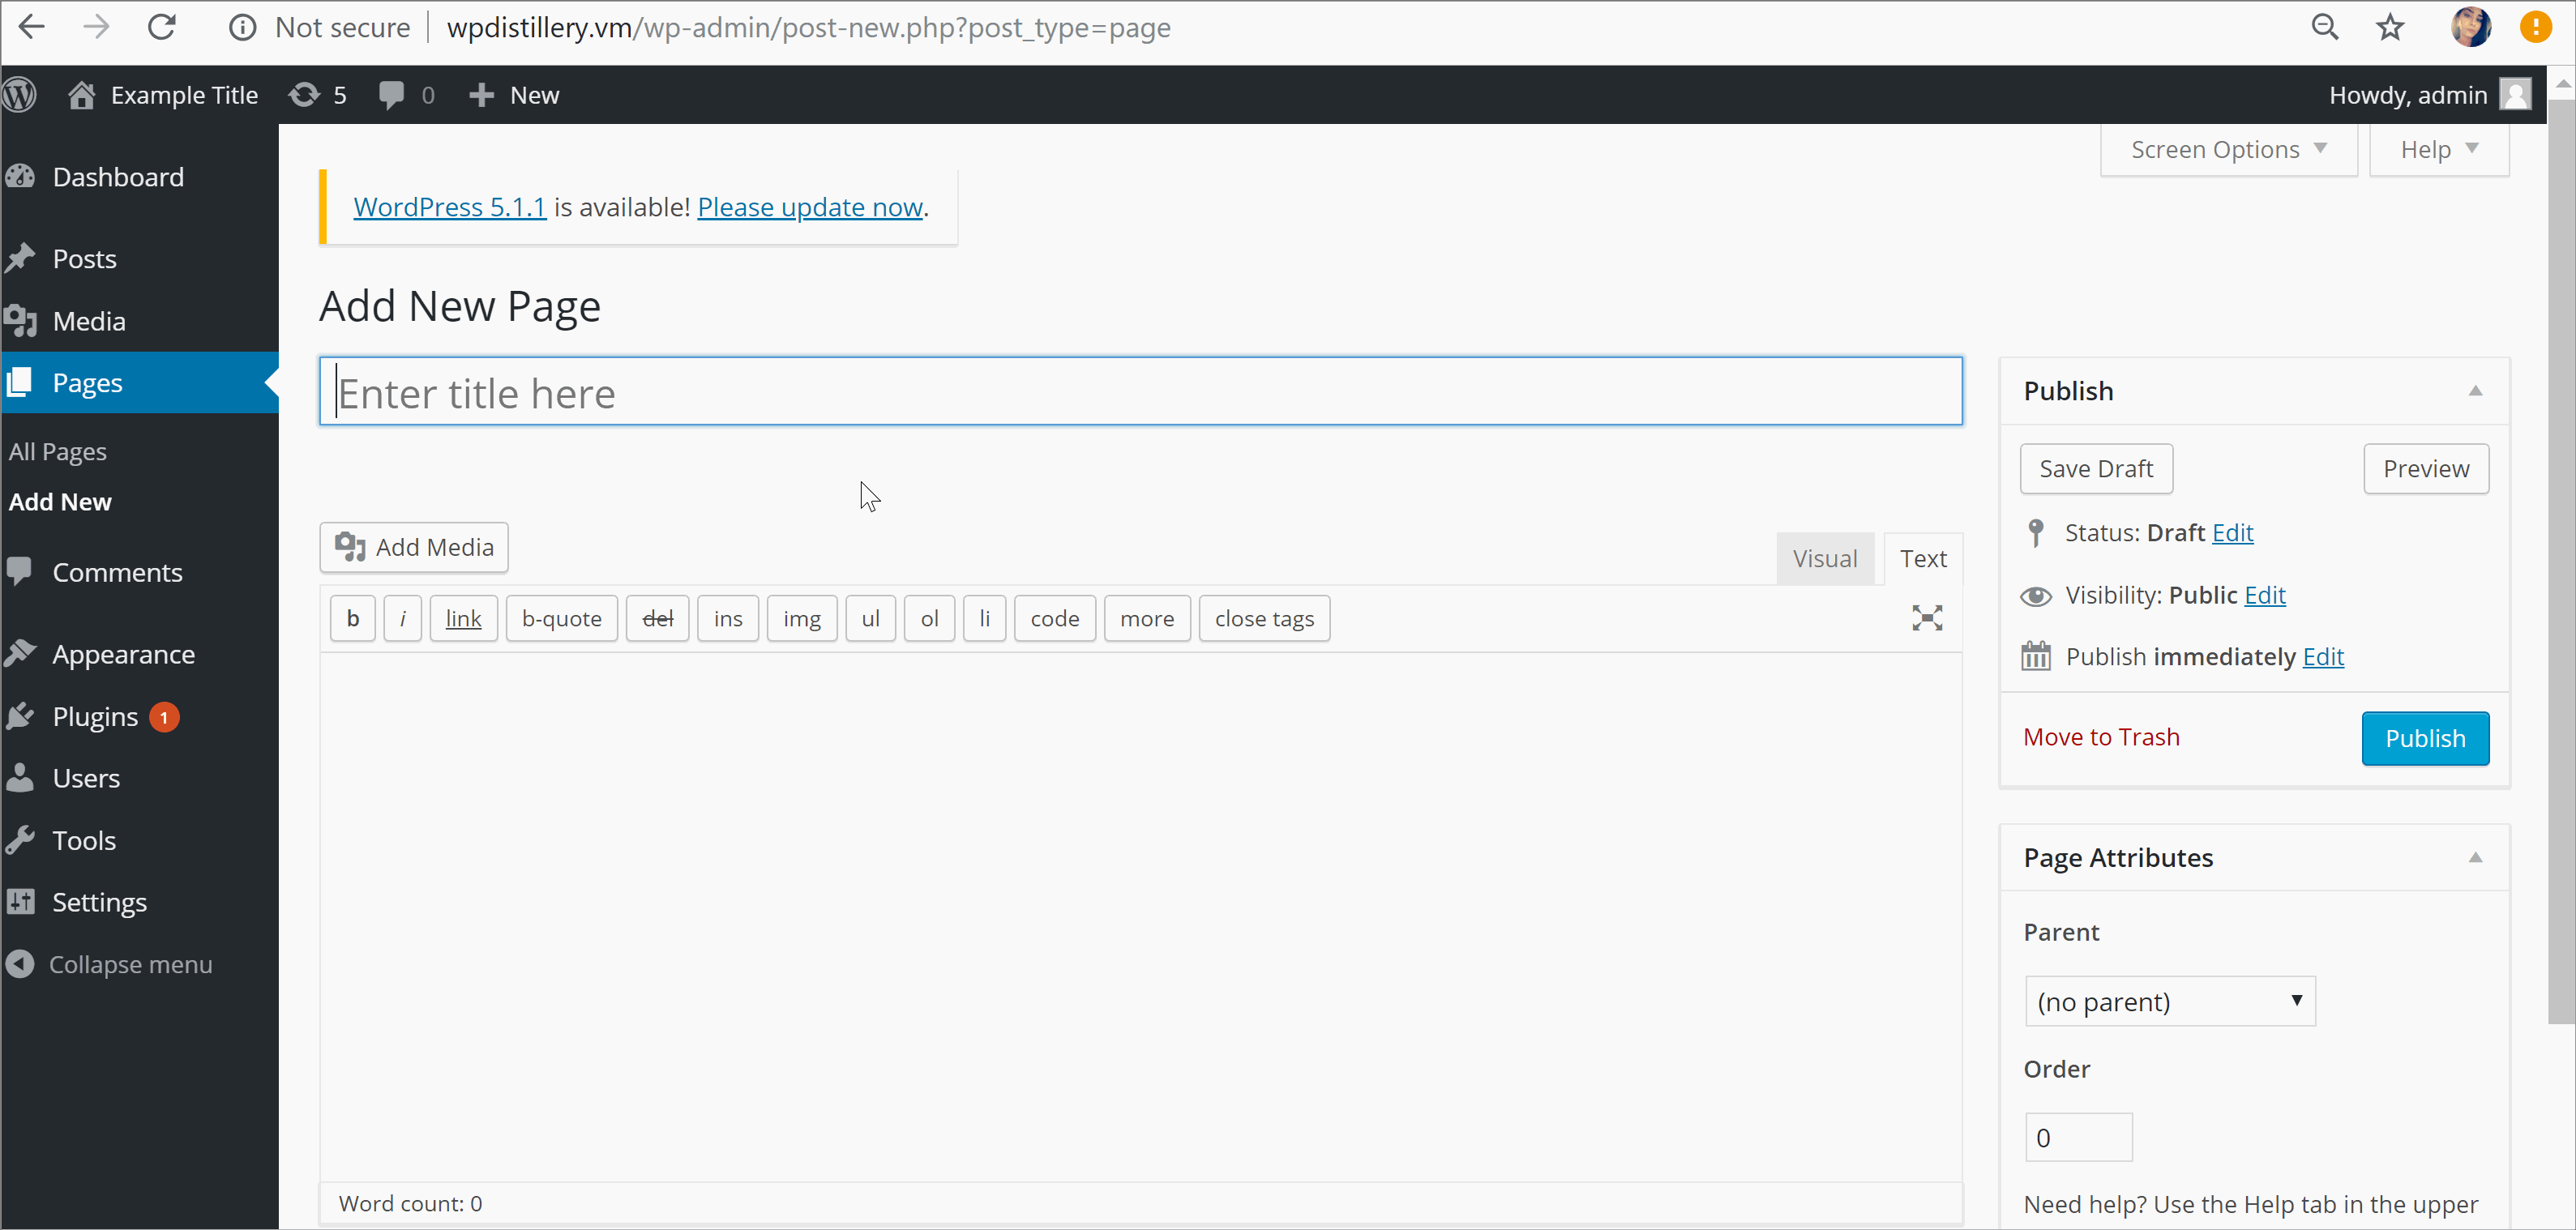 Not secure wpdistillery.vm/wp-admin/post-new.php?post_type=page
Example Title 5 0 New Howdy, admin
Screen Options Help
Dashboard
Posts
Media
Pages
All Pages
Add New
Comments
Appearance
Plugins 1
Users
Tools
Settings
Collapse menu
WordPress 5.1.1 is available! Please update now.
Add New Page
Enter title here
Add Media
Visual Text
b i link b-quote del ins img ul ol li code more close tags
Word count: 0
Publish
Save Draft Preview
Status: Draft Edit
Visibility: Public Edit
Publish immediately Edit
Move to Trash Publish
Page Attributes
Parent
(no parent)
Order
0
Need help? Use the Help tab in the upper